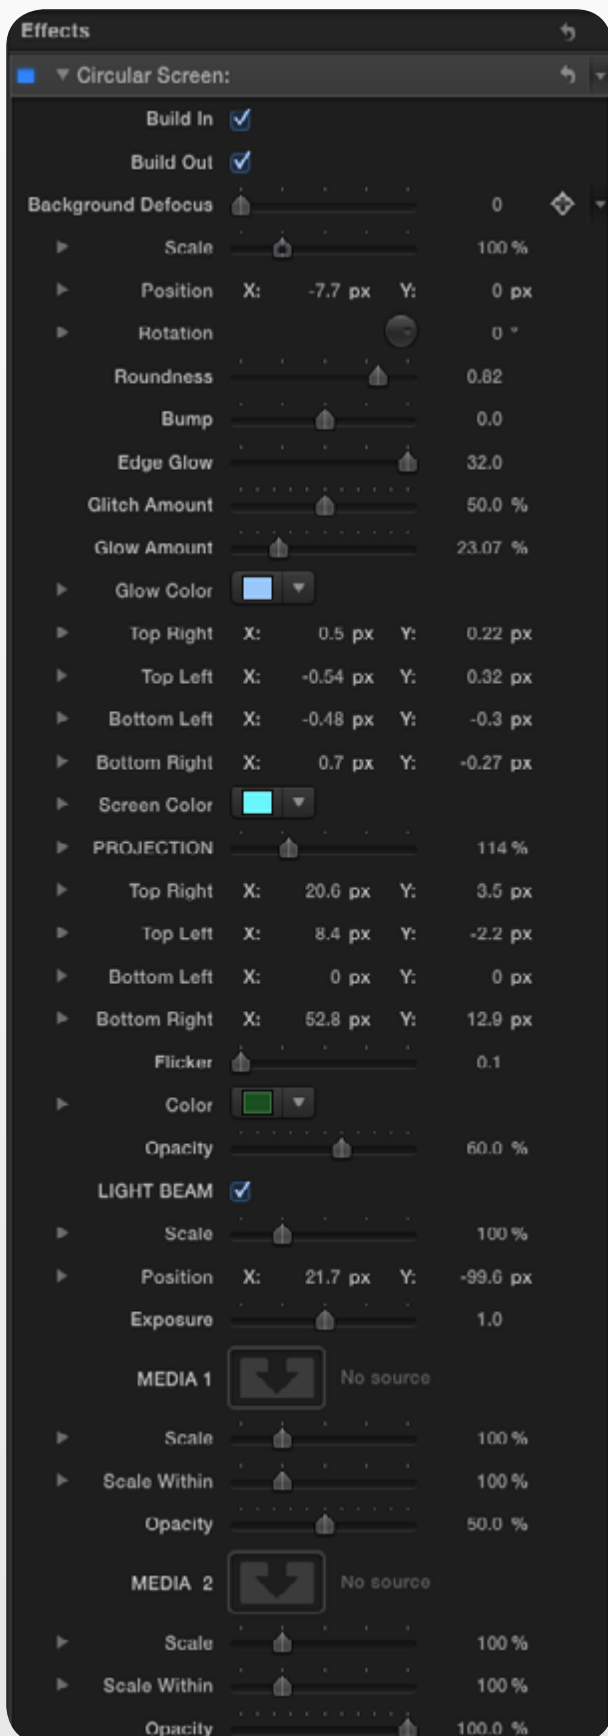 Effects
Circular Screen:
Build In
Build Out
Background Defocus 0
Scale 100 %
Position X: -7.7 px Y: 0 px
Rotation 0 °
Roundness 0.82
Bump 0.0
Edge Glow 32.0
Glitch Amount 50.0 %
Glow Amount 23.07 %
Glow Color
Top Right X: 0.5 px Y: 0.22 px
Top Left X: -0.54 px Y: 0.32 px
Bottom Left X: -0.48 px Y: -0.3 px
Bottom Right X: 0.7 px Y: -0.27 px
Screen Color
PROJECTION 114 %
Top Right X: 20.6 px Y: 3.5 px
Top Left X: 8.4 px Y: -2.2 px
Bottom Left X: 0 px Y: 0 px
Bottom Right X: 52.8 px Y: 12.9 px
Flicker 0.1
Color
Opacity 60.0 %
LIGHT BEAM
Scale 100 %
Position X: 21.7 px Y: -99.6 px
Exposure 1.0
MEDIA 1 No source
Scale 100 %
Scale Within 100 %
Opacity 50.0 %
MEDIA 2 No source
Scale 100 %
Scale Within 100 %
Opacity 100.0 %